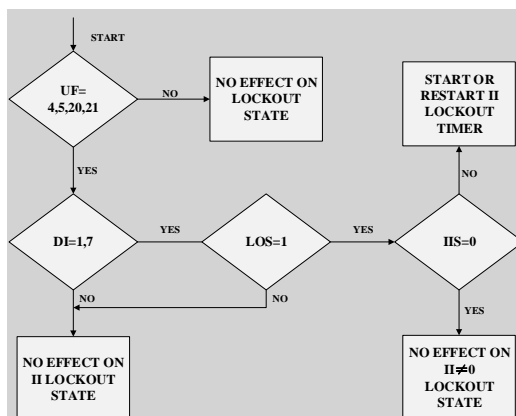 START
UF=
4,5,20,21
NO
NO EFFECT ON
LOCKOUT
STATE
START OR
RESTART II
LOCKOUT
TIMER
YES
NO
DI=1,7
YES
LOS=1
YES
IIS=0
NO
NO
YES
NO EFFECT ON
II LOCKOUT
STATE
NO EFFECT ON
II≠0
LOCKOUT
STATE